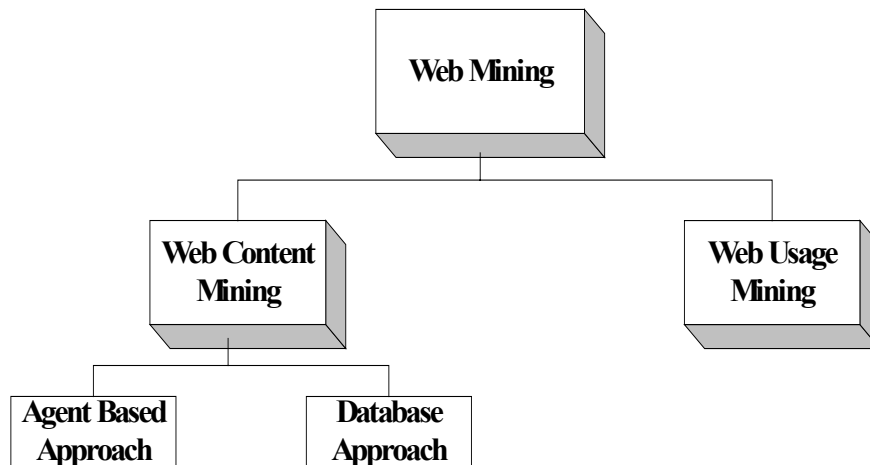 Web Mining
Web Content
Mining
Web Usage
Mining
Agent Based
Approach
Database
Approach